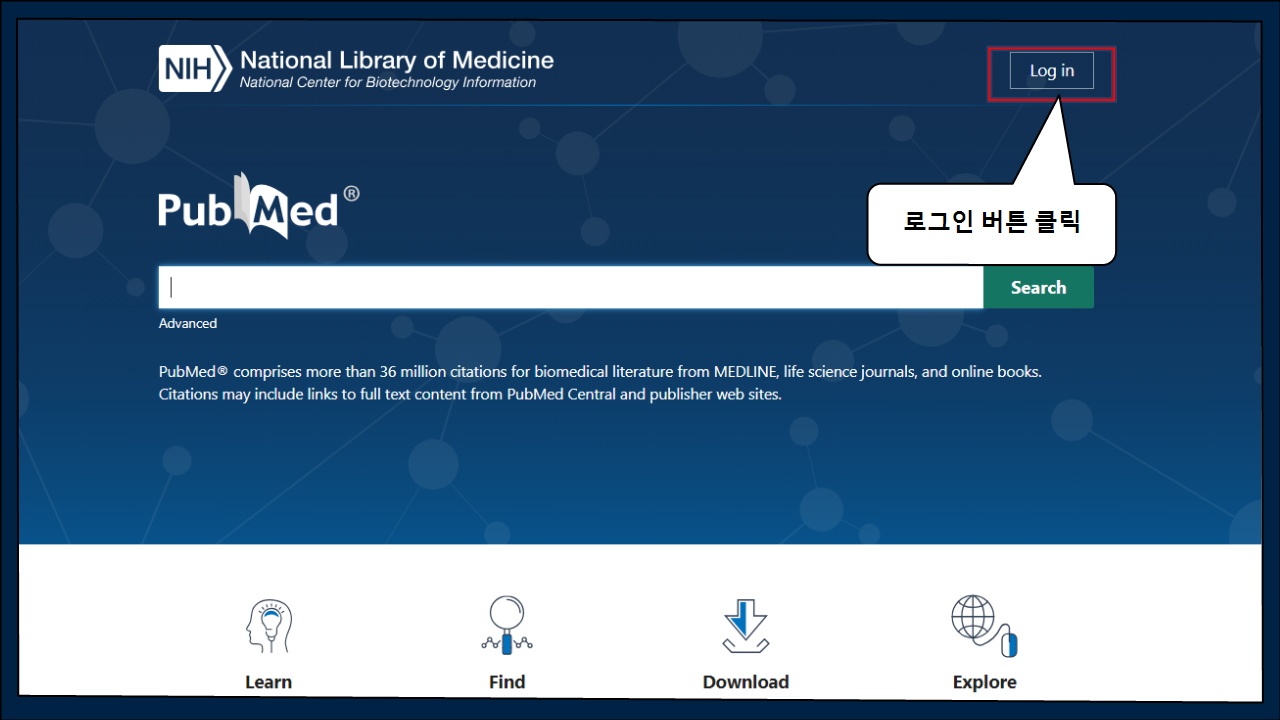 NIH National Library of Medicine
National Center for Biotechnology Information
Log in
로그인 버튼 클릭
PubMed®
Search
Advanced
PubMed® comprises more than 36 million citations for biomedical literature from MEDLINE, life science journals, and online books.
Citations may include links to full text content from PubMed Central and publisher web sites.
Learn
Find
Download
Explore